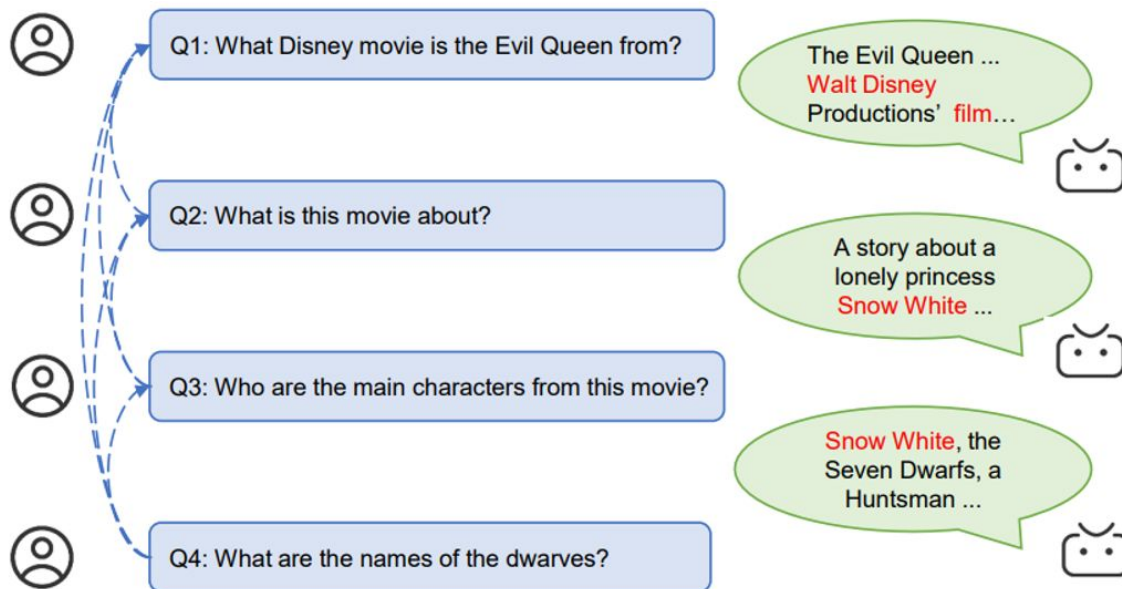 Q1: What Disney movie is the Evil Queen from?
The Evil Queen ...
Walt Disney
Productions’ film…
Q2: What is this movie about?
A story about a
lonely princess
Snow White ...
Q3: Who are the main characters from this movie?
Snow White, the
Seven Dwarfs, a
Huntsman ...
Q4: What are the names of the dwarves?